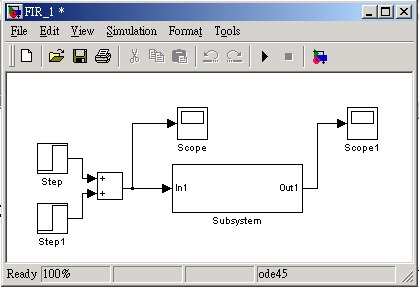 FIR_1 *
File Edit View Simulation Format Tools
Scope
Scope1
Step
+
+
In1
Out1
Step1
Subsystem
Ready 100% ode45